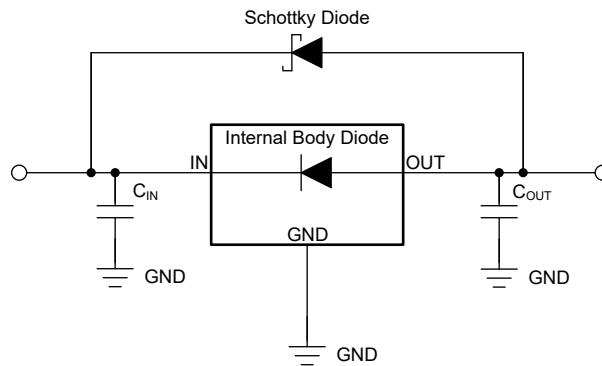 Schottky Diode
Internal Body Diode
IN
OUT
C_IN
C_OUT
GND
GND
GND
GND